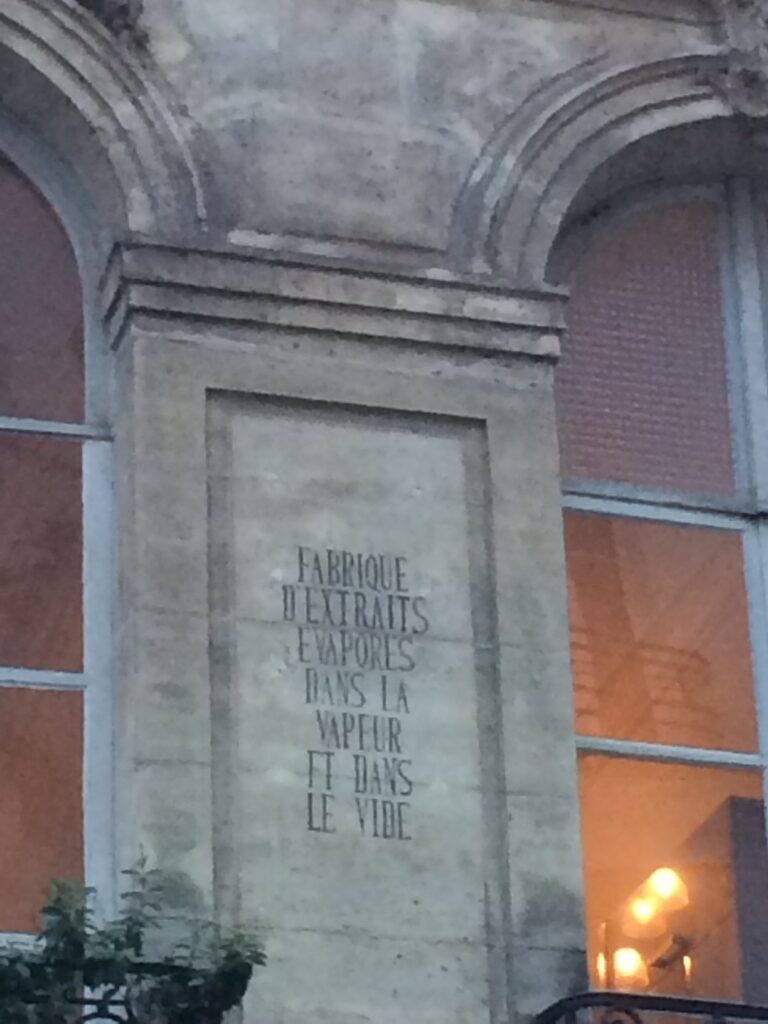 FABRIQUE
D'EXTRAITS
EVAPORES
DANS LA
VAPEUR
ET DANS
LE VIDE